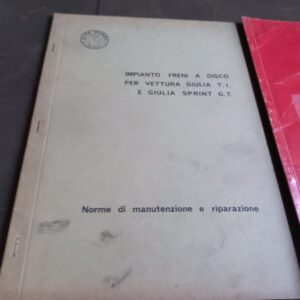 IMPIANTO FRENI A DISCO
PER VETTURA GIULIA T.I.
E GIULIA SPRINT G.T.
Norme di manutenzione e riparazione